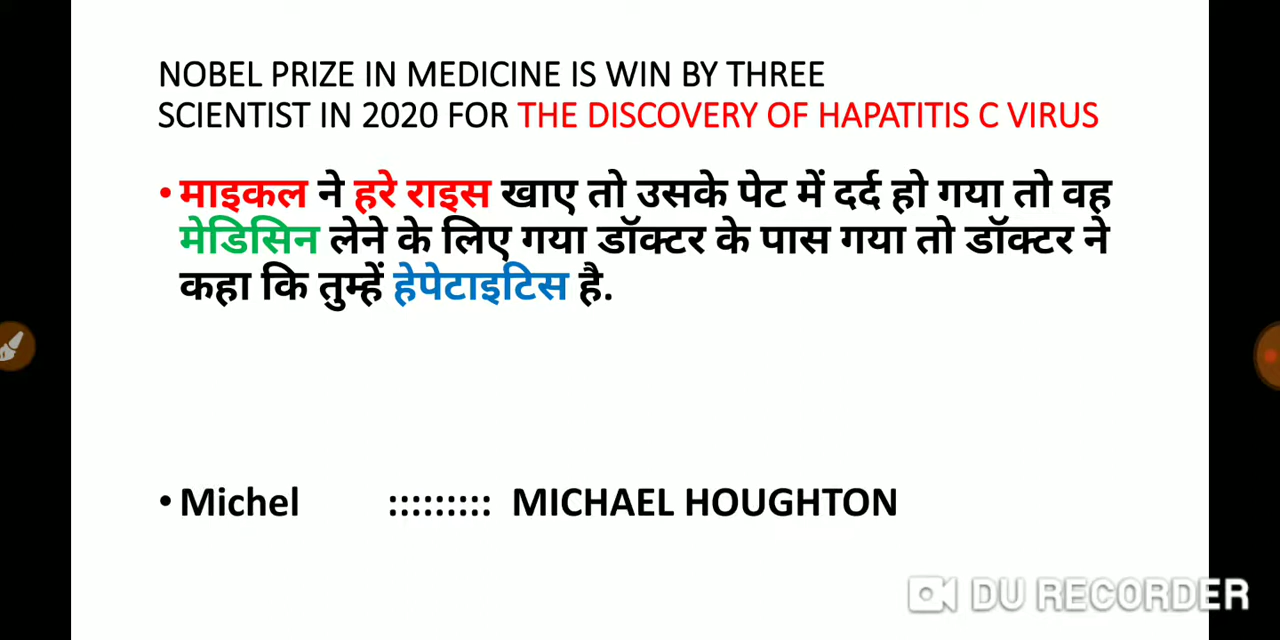 NOBEL PRIZE IN MEDICINE IS WIN BY THREE
SCIENTIST IN 2020 FOR THE DISCOVERY OF HAPATITIS C VIRUS
• माइकल ने हरे राइस खाए तो उसके पेट में दर्द हो गया तो वह
मेडिसिन लेने के लिए गया डॉक्टर के पास गया तो डॉक्टर ने
कहा कि तुम्हें हेपेटाइटिस है.
• Michel ::::::::: MICHAEL HOUGHTON
DU RECORDER